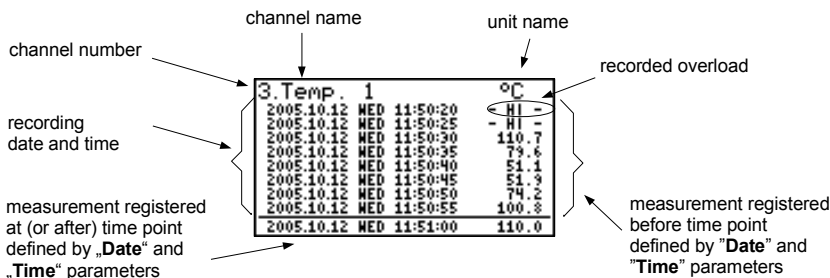 channel name
unit name
channel number
recorded overload
3.Temp. 1 °C
2005.10.12 WED 11:50:20 - HI -
2005.10.12 WED 11:50:25 - HI -
2005.10.12 WED 11:50:30 110.7
2005.10.12 WED 11:50:35 79.6
2005.10.12 WED 11:50:40 51.1
2005.10.12 WED 11:50:45 51.9
2005.10.12 WED 11:50:50 74.2
2005.10.12 WED 11:50:55 100.8
2005.10.12 WED 11:51:00 110.0
recording
date and time
measurement registered
at (or after) time point
defined by „Date“ and
„Time“ parameters
measurement registered
before time point
defined by ”Date” and
”Time” parameters